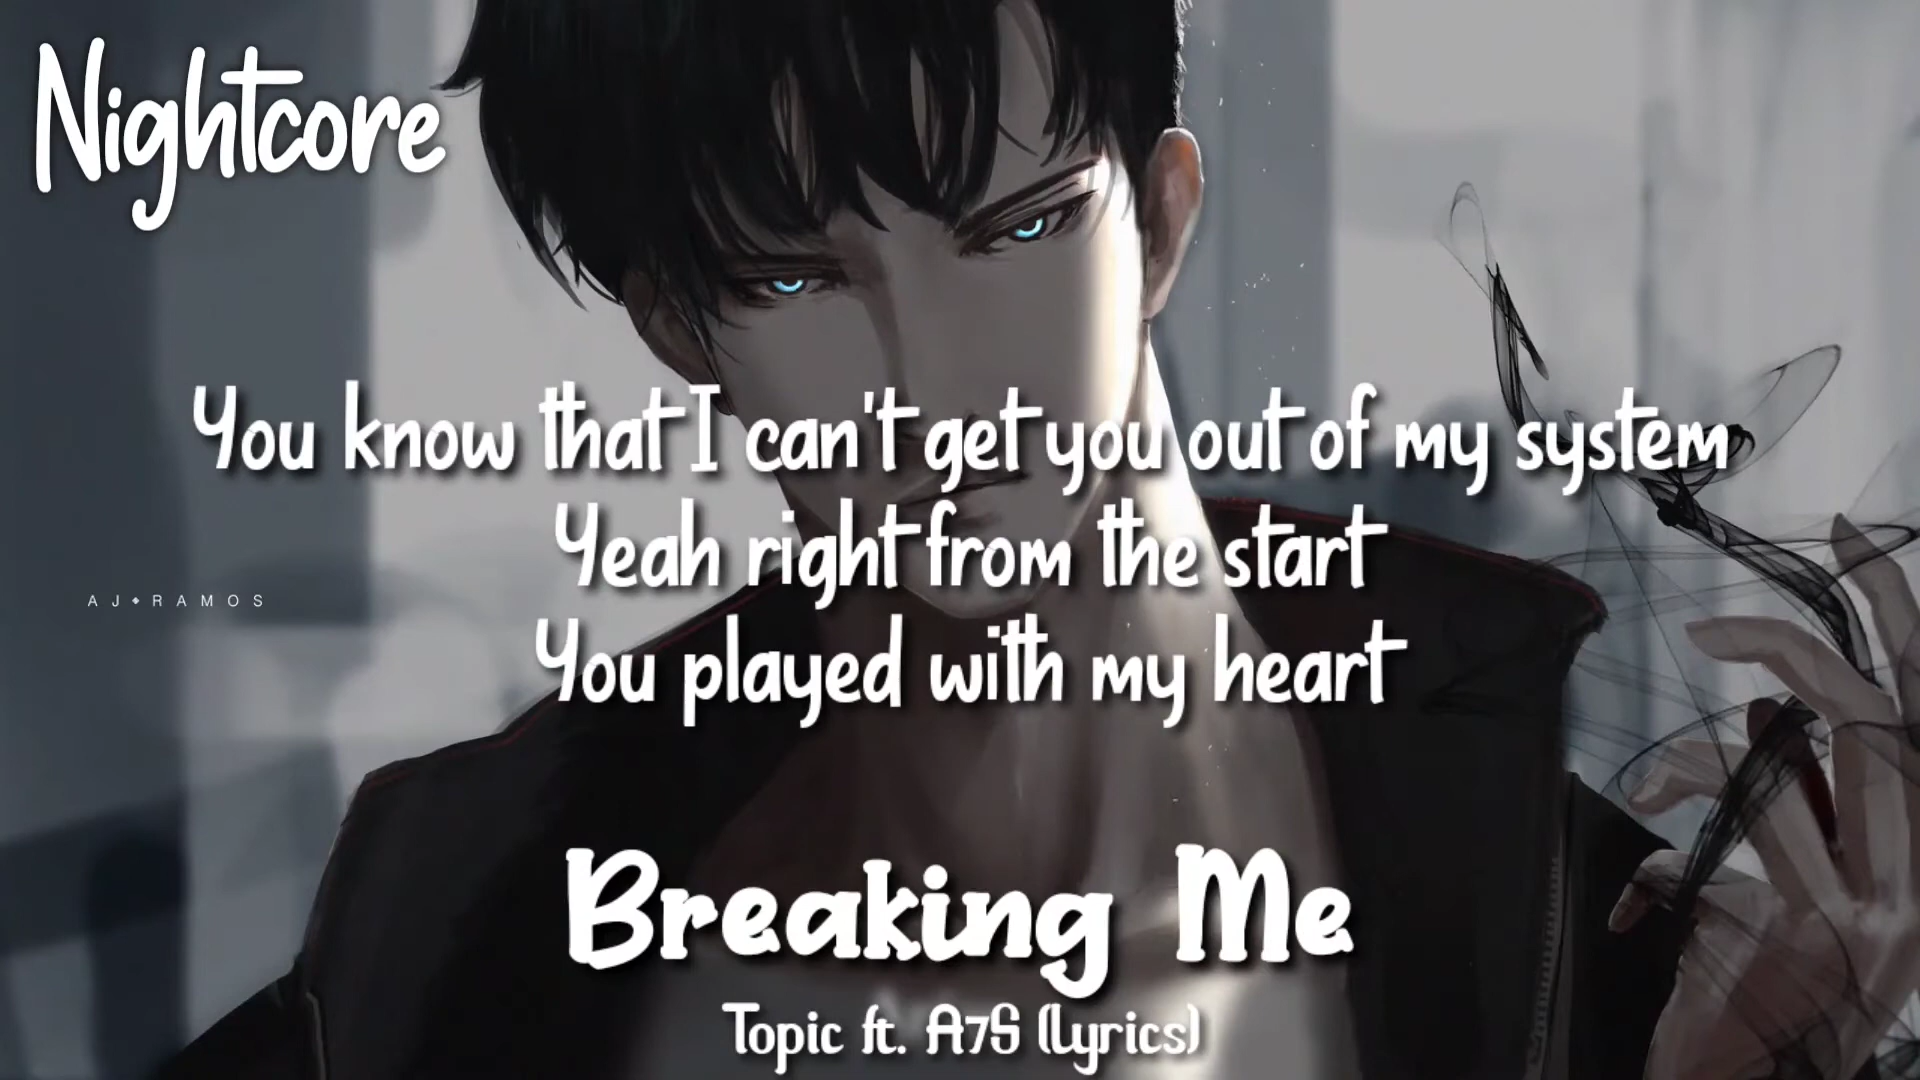 Nightcore
You know that I can't get you out of my system
Yeah right from the start
AJ◆RAMOS
You played with my heart
Breaking Me
Topic ft. A7S (Lyrics)